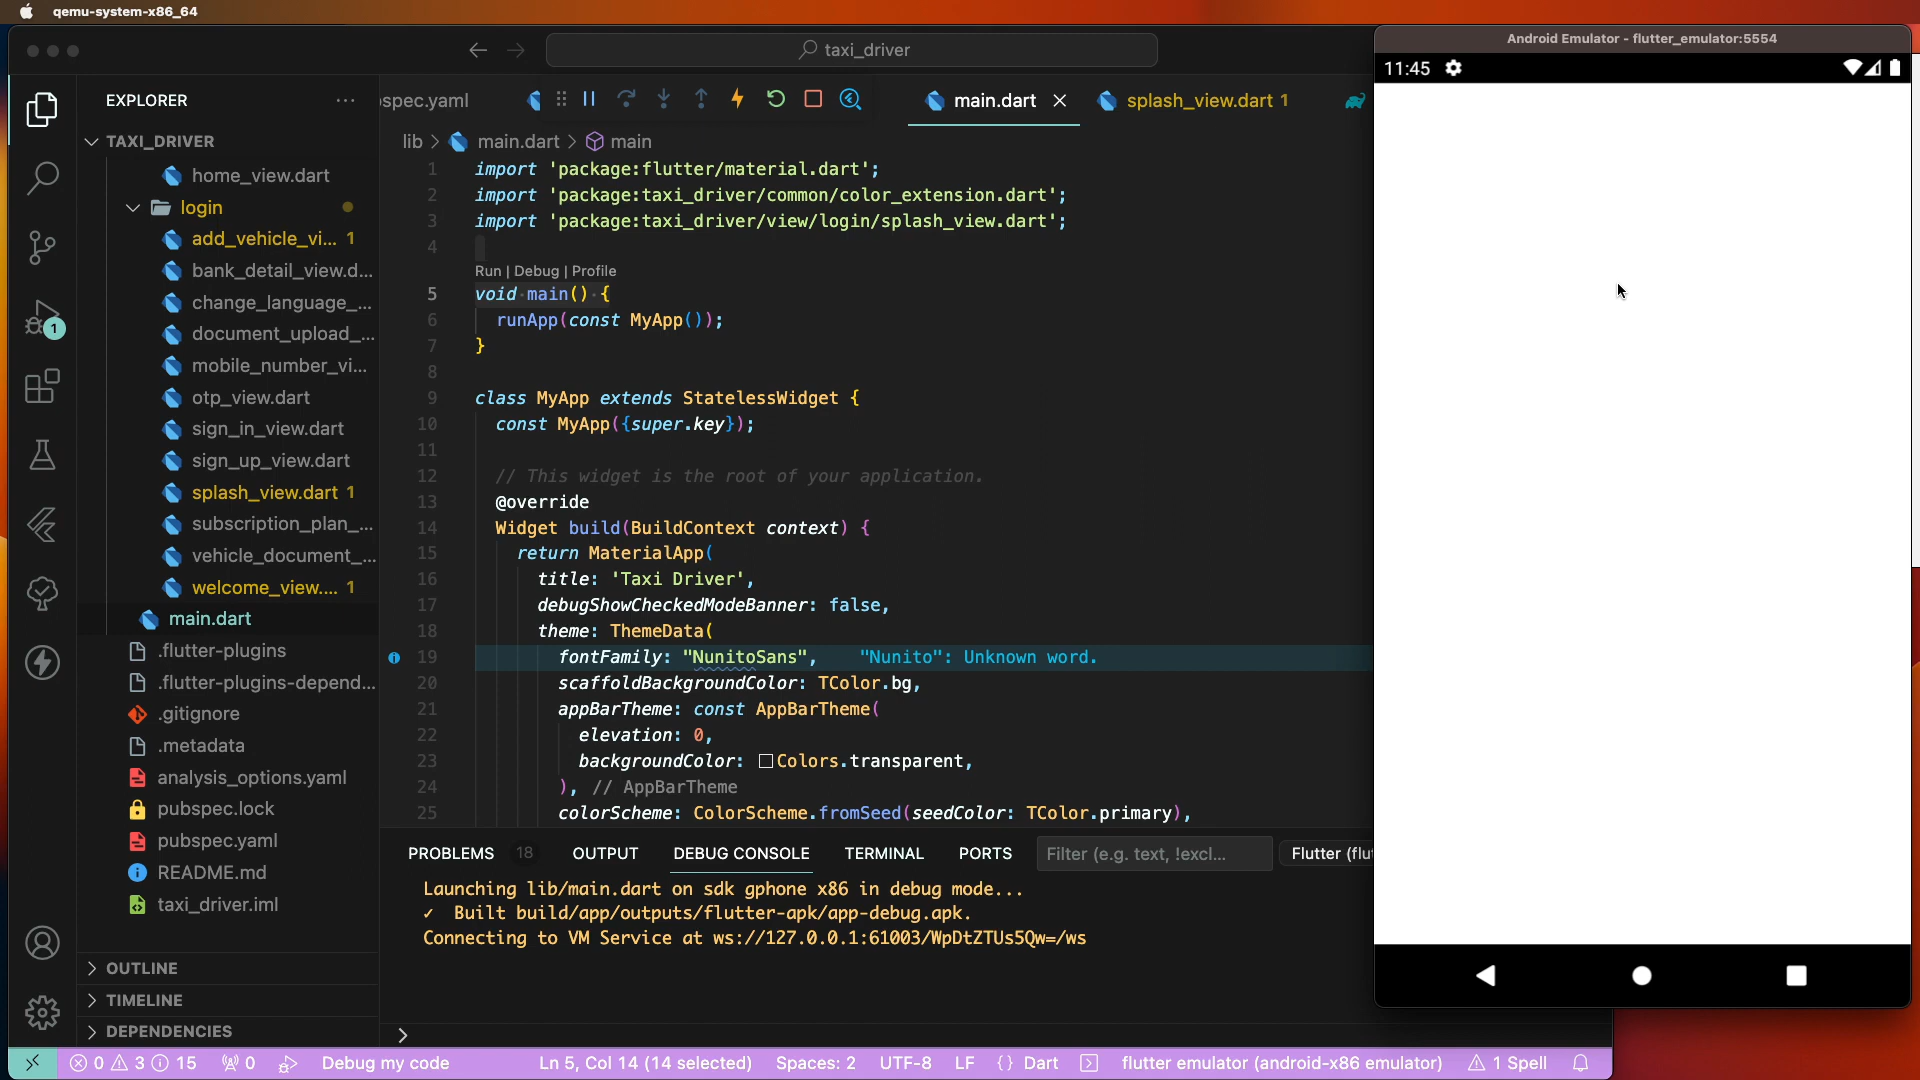 qemu-system-x86_64
taxi_driver
Android Emulator - flutter_emulator:5554
11:45
EXPLORER
spec.yaml
main.dart
splash_view.dart 1
TAXI_DRIVER
lib > main.dart > main
home_view.dart
login
add_vehicle_vi... 1
bank_detail_view.d...
change_language_...
document_upload_...
mobile_number_vi...
otp_view.dart
sign_in_view.dart
sign_up_view.dart
splash_view.dart 1
subscription_plan_...
vehicle_document_...
welcome_view.... 1
main.dart
.flutter-plugins
.flutter-plugins-depend...
.gitignore
.metadata
analysis_options.yaml
pubspec.lock
pubspec.yaml
README.md
taxi_driver.iml
OUTLINE
TIMELINE
DEPENDENCIES
1
1 import 'package:flutter/material.dart';
2 import 'package:taxi_driver/common/color_extension.dart';
3 import 'package:taxi_driver/view/login/splash_view.dart';
4
Run | Debug | Profile
5 void main() {
6 runApp(const MyApp());
7 }
8
9 class MyApp extends StatelessWidget {
10 const MyApp({super.key});
11
12 // This widget is the root of your application.
13 @override
14 Widget build(BuildContext context) {
15 return MaterialApp(
16 title: 'Taxi Driver',
17 debugShowCheckedModeBanner: false,
18 theme: ThemeData(
19 fontFamily: "NunitoSans", "Nunito": Unknown word.
20 scaffoldBackgroundColor: TColor.bg,
21 appBarTheme: const AppBarTheme(
22 elevation: 0,
23 backgroundColor: Colors.transparent,
24 ), // AppBarTheme
25 colorScheme: ColorScheme.fromSeed(seedColor: TColor.primary),
PROBLEMS 18 OUTPUT DEBUG CONSOLE TERMINAL PORTS Filter (e.g. text, !excl... Flutter (flu
Launching lib/main.dart on sdk gphone x86 in debug mode...
✓ Built build/app/outputs/flutter-apk/app-debug.apk.
Connecting to VM Service at ws://127.0.0.1:61003/WpDtZTUs5Qw=/ws
>
0 3 15 0 Debug my code Ln 5, Col 14 (14 selected) Spaces: 2 UTF-8 LF {} Dart flutter emulator (android-x86 emulator) 1 Spell